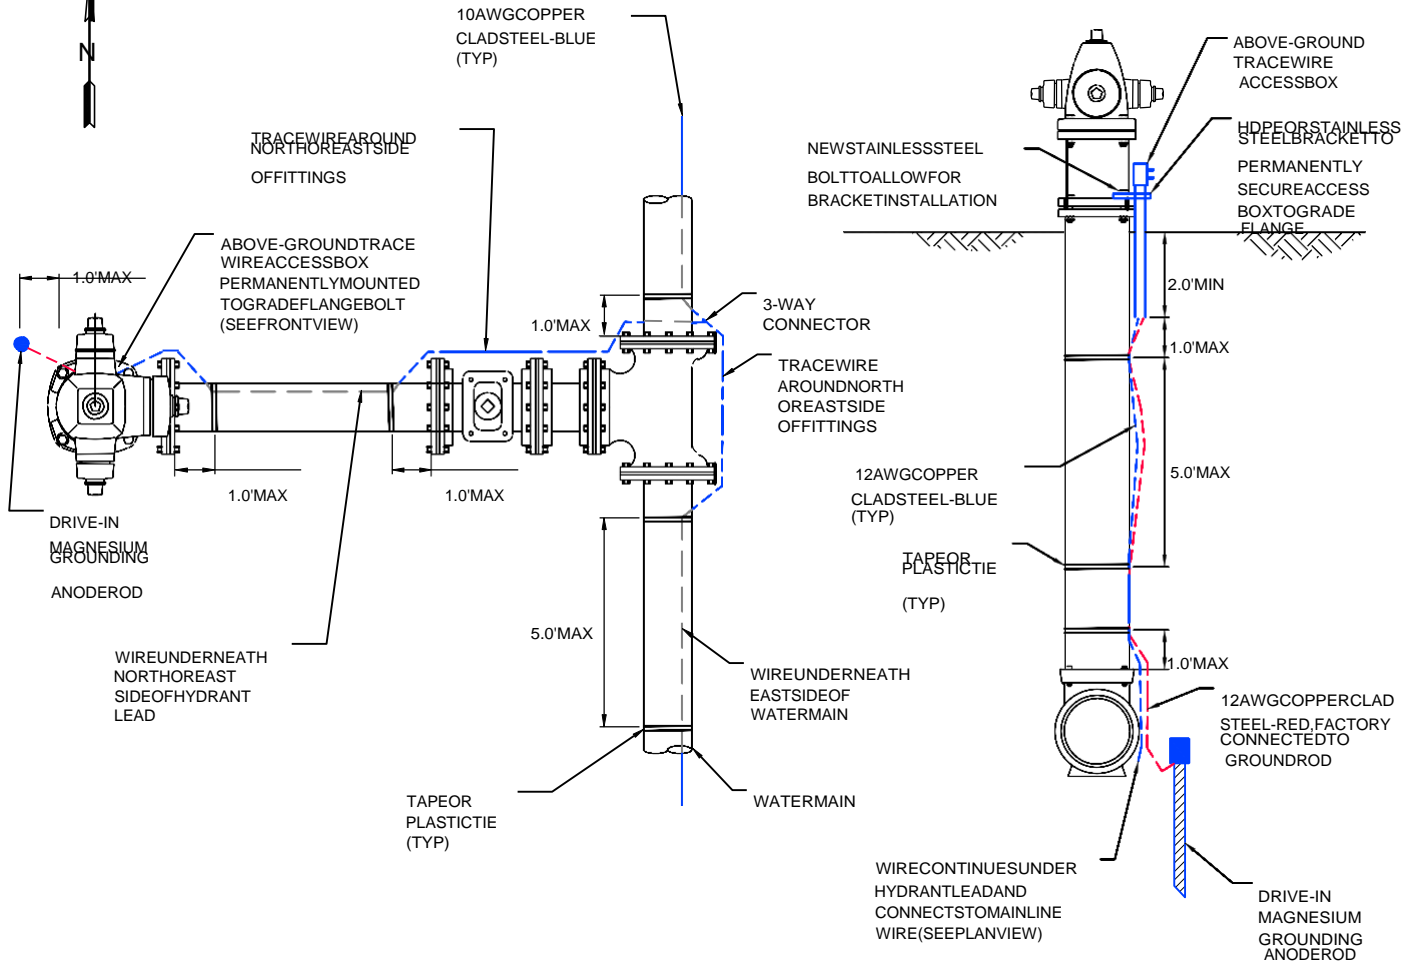 N
10AWGCOPPER
CLADSTEEL-BLUE
(TYP)
TRACEWIREAROUND
NORTHOREASTSIDE
OFFITTINGS
ABOVE-GROUNDTRACE
WIREACCESSBOX
PERMANENTLYMOUNTED
TOGRADEFLANGEBOLT
(SEEFRONTVIEW)
1.0'MAX
1.0'MAX
3-WAY
CONNECTOR
TRACEWIRE
AROUNDNORTH
OREASTSIDE
OFFITTINGS
1.0'MAX
1.0'MAX
DRIVE-IN
MAGNESIUM
GROUNDING
ANODEROD
WIREUNDERNEATH
NORTHOREAST
SIDEOFHYDRANT
LEAD
5.0'MAX
WIREUNDERNEATH
EASTSIDEOF
WATERMAIN
TAPEOR
PLASTICTIE
(TYP)
WATERMAIN
ABOVE-GROUND
TRACEWIRE
ACCESSBOX
HDPEORSTAINLESS
STEELBRACKETTO
PERMANENTLY
SECUREACCESS
BOXTOGRADE
FLANGE
NEWSTAINLESSSTEEL
BOLTTOALLOWFOR
BRACKETINSTALLATION
2.0'MIN
1.0'MAX
5.0'MAX
12AWGCOPPER
CLADSTEEL-BLUE
(TYP)
TAPEOR
PLASTICTIE
(TYP)
1.0'MAX
12AWGCOPPERCLAD
STEEL-RED,FACTORY
CONNECTEDTO
GROUNDROD
WIRECONTINUESUNDER
HYDRANTLEADAND
CONNECTSTOMAINLINE
WIRE(SEEPLANVIEW)
DRIVE-IN
MAGNESIUM
GROUNDING
ANODEROD